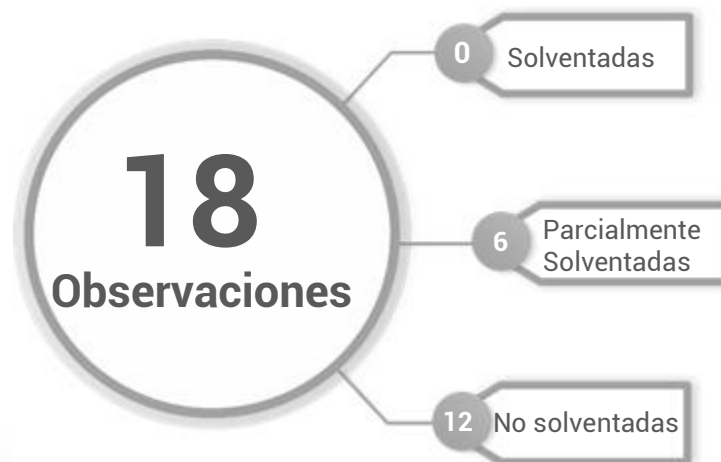 18
Observaciones
0
Solventadas
6
Parcialmente
Solventadas
12
No solventadas